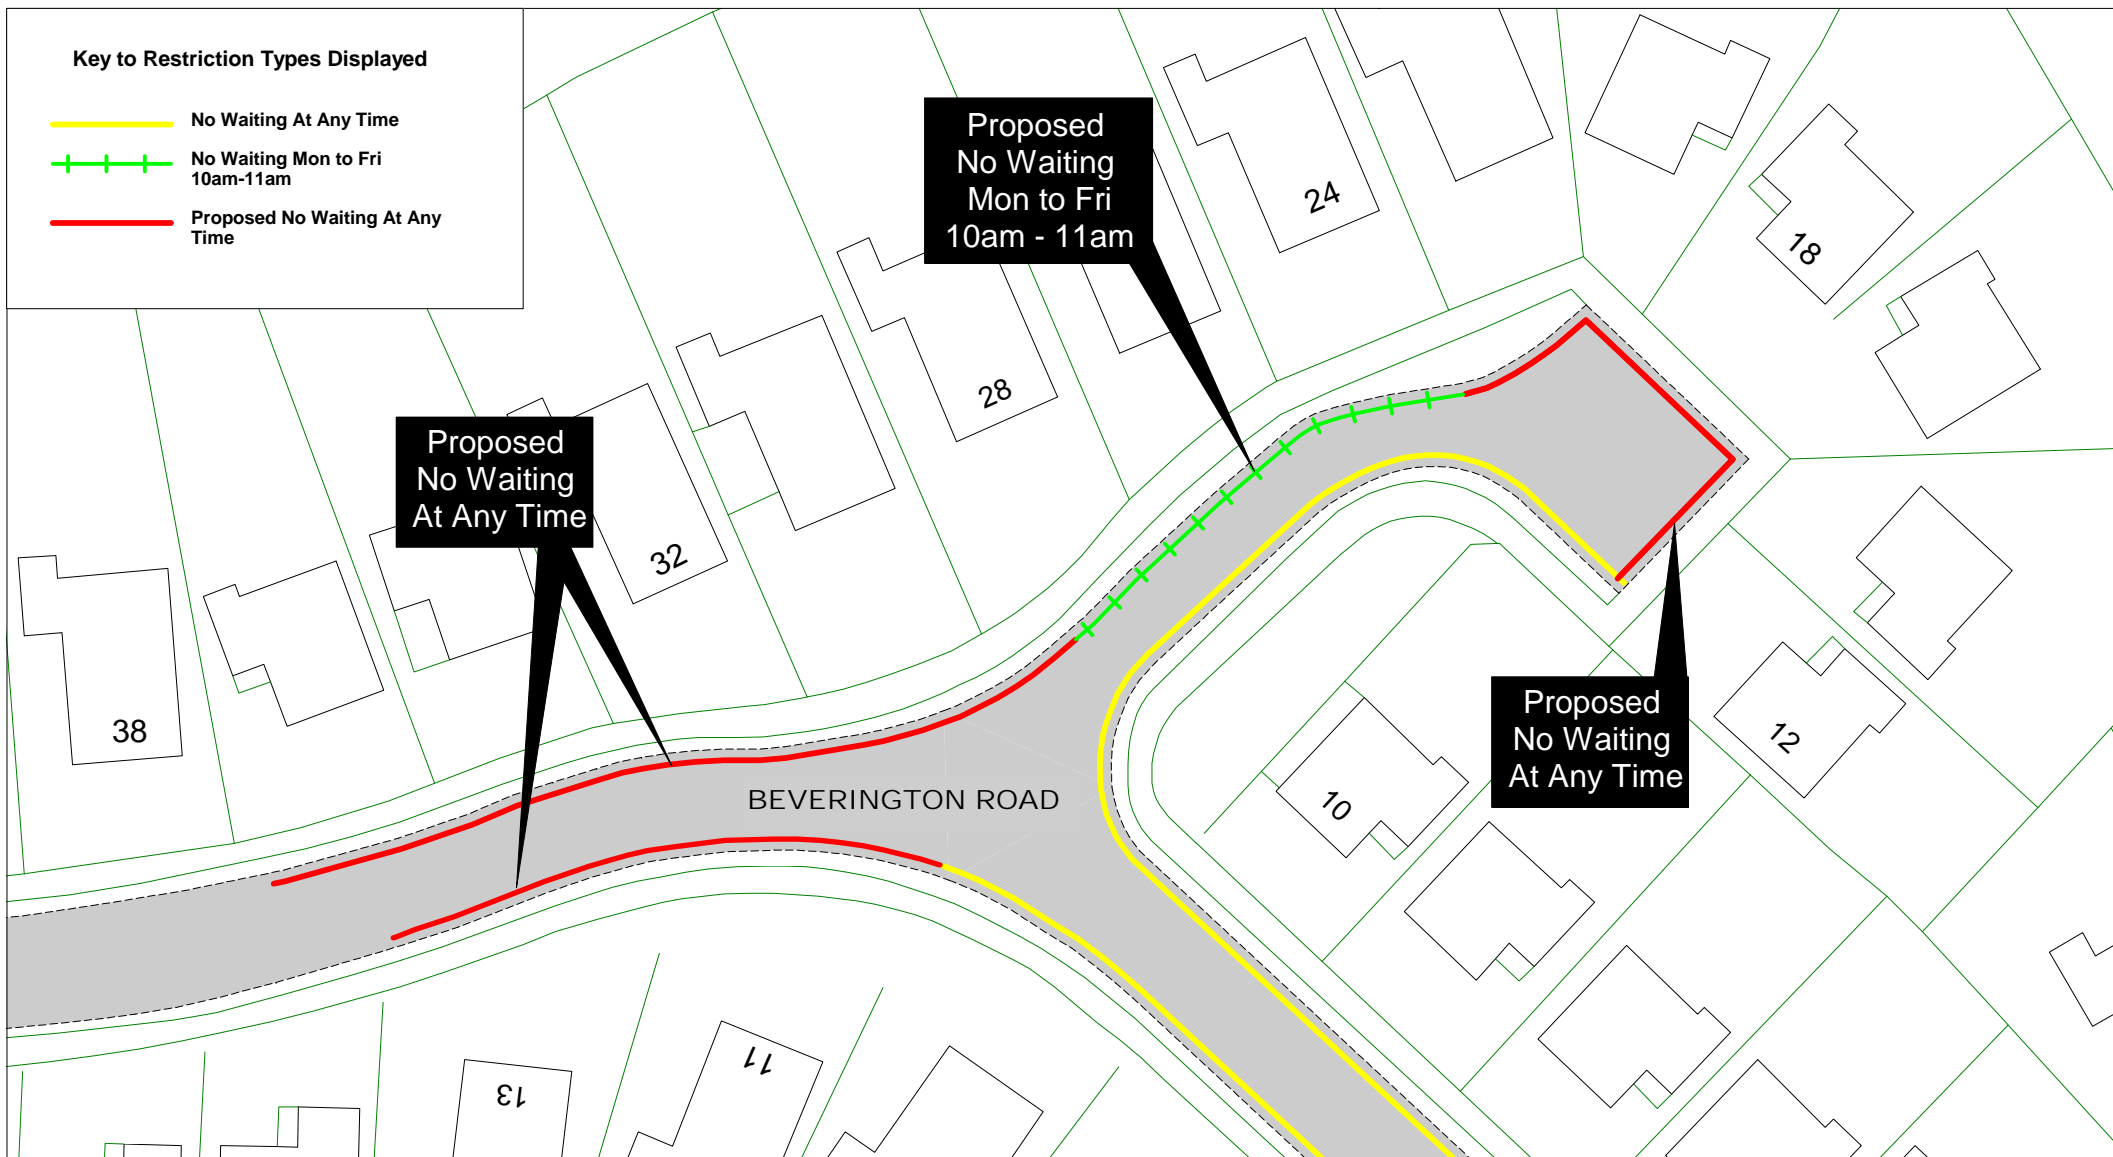 Key to Restriction Types Displayed
No Waiting At Any Time
No Waiting Mon to Fri
10am-11am
Proposed No Waiting At Any
Time
Proposed
No Waiting
Mon to Fri
10am - 11am
24
18
28
Proposed
No Waiting
At Any Time
32
38
BEVERINGTON ROAD
10
Proposed
No Waiting
At Any Time
12
11
13